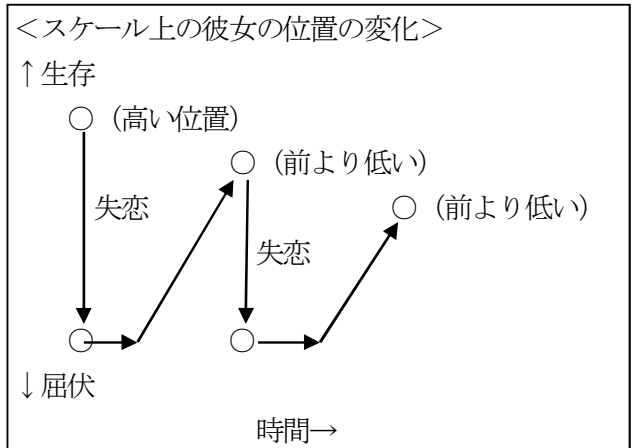 <スケール上の彼女の位置の変化>
↑生存
○（高い位置）
○（前より低い）
失恋
○（前より低い）
失恋
↓屈伏
時間→